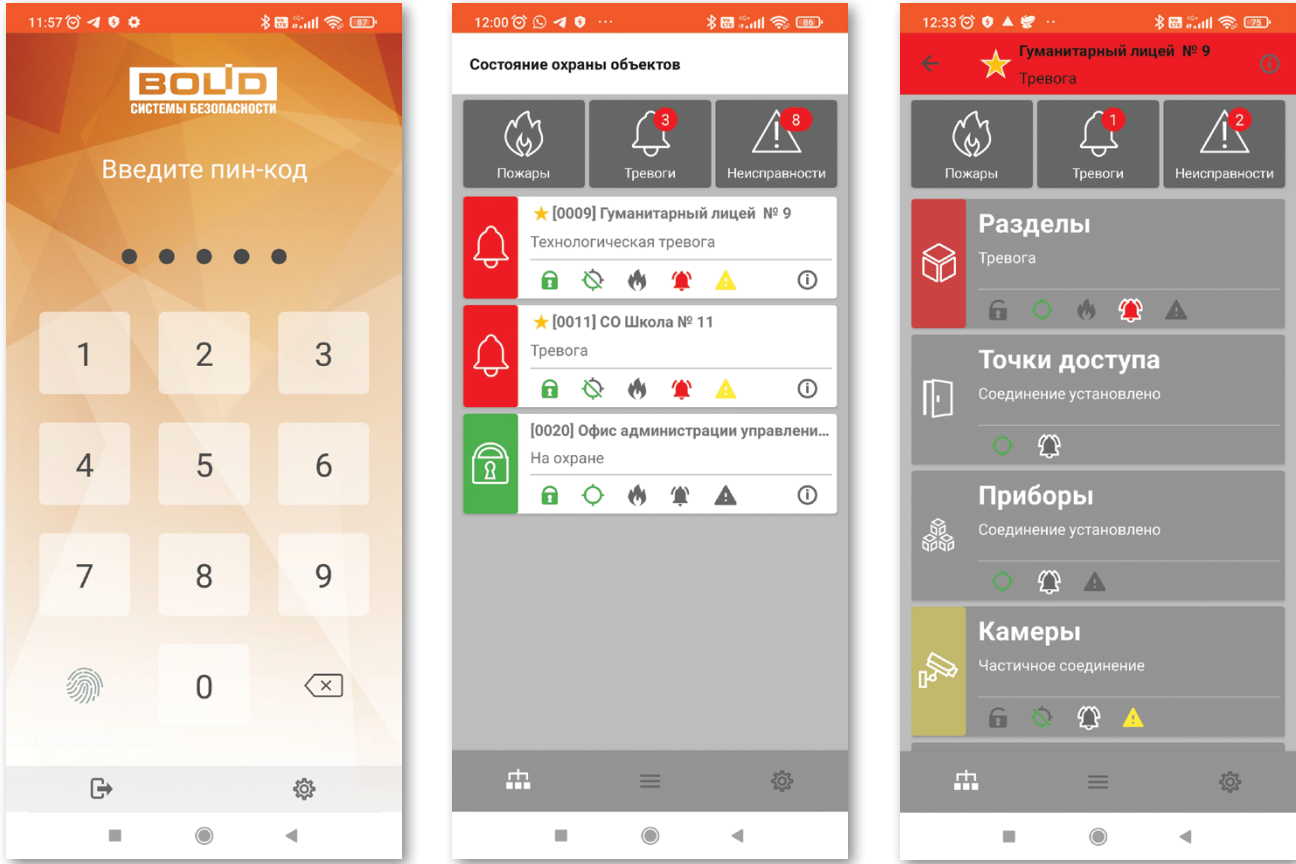 11:57
87
BOLID
СИСТЕМЫ БЕЗОПАСНОСТИ
Введите пин-код
1 2 3
4 5 6
7 8 9
0
12:00
4G+
86
Состояние охраны объектов
3
8
Пожары
Тревоги
Неисправности
[0009] Гуманитарный лицей № 9
Технологическая тревога
[0011] СО Школа № 11
Тревога
[0020] Офис администрации управлени...
На охране
12:33
4G+
75
Гуманитарный лицей № 9
Тревога
1
2
Пожары
Тревоги
Неисправности
Разделы
Тревога
Точки доступа
Соединение установлено
Приборы
Соединение установлено
Камеры
Частичное соединение